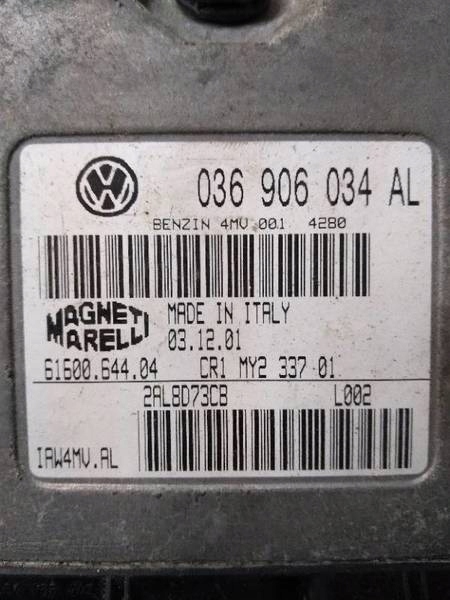 036 906 034 AL
BENZIN 4MV 001 4280
MAGNETI MARELLI
MADE IN ITALY
03.12.01
61600.644.04 CR1 MY2 337 01
2AL8D73CB L002
IAW4MV.AL